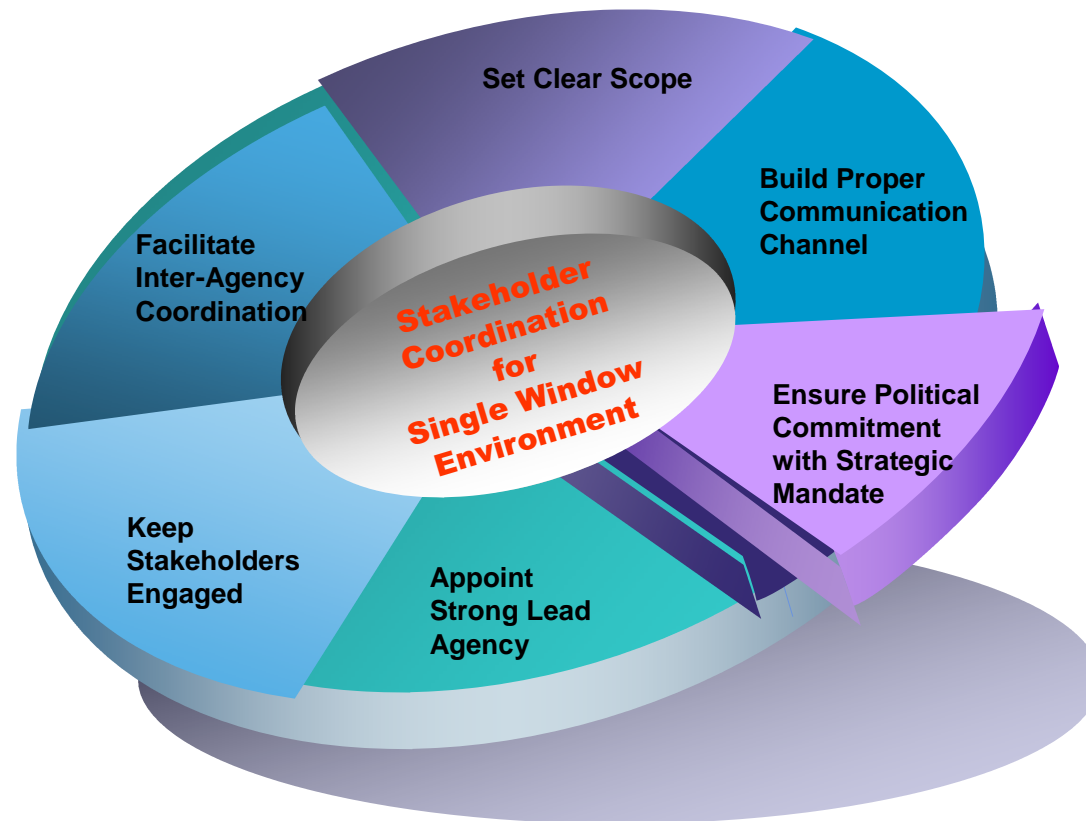 Set Clear Scope
Build Proper
Communication
Channel
Ensure Political
Commitment
with Strategic
Mandate
Appoint
Strong Lead
Agency
Keep
Stakeholders
Engaged
Facilitate
Inter-Agency
Coordination
Stakeholder
Coordination
for
Single Window
Environment